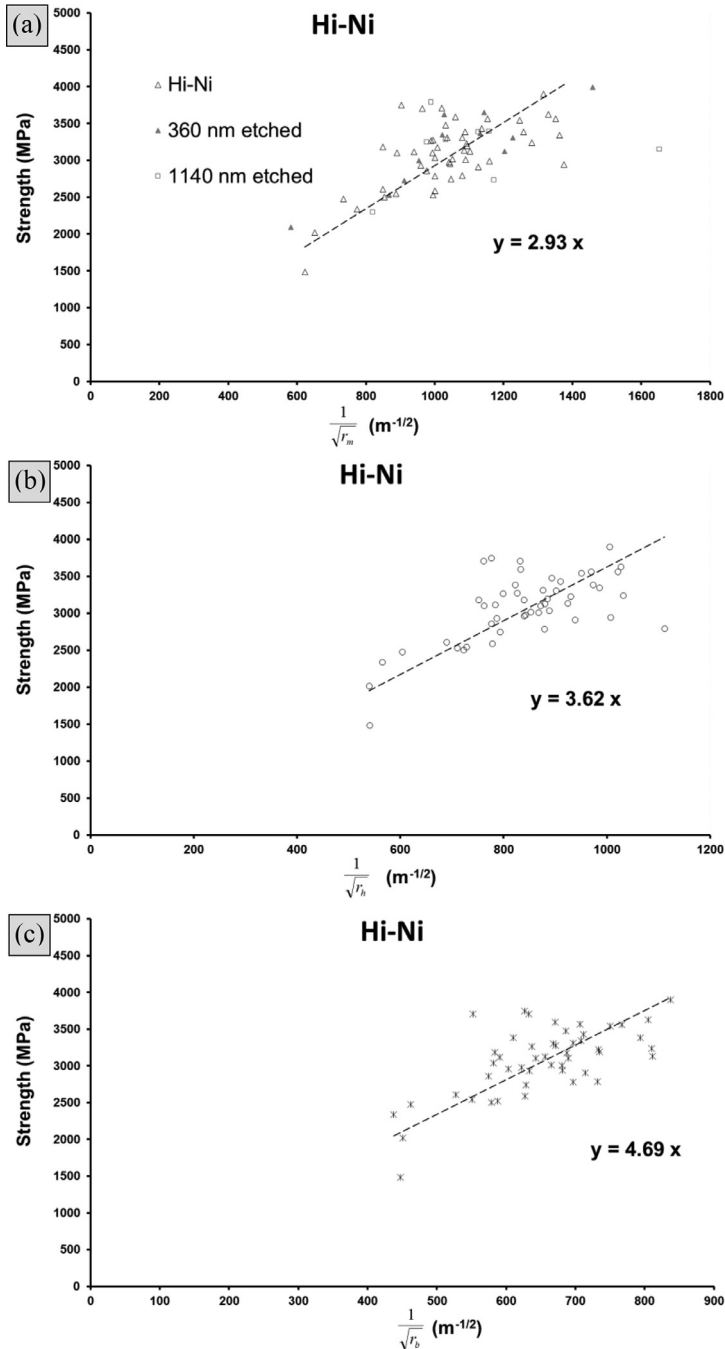 (a)
Hi-Ni
5000
4500
4000
3500
3000
2500
2000
1500
1000
500
0
Strength (MPa)
Hi-Ni
360 nm etched
1140 nm etched
y = 2.93 x
0 200 400 600 800 1000 1200 1400 1600 1800
1/√r_m (m^-1/2)
(b)
Hi-Ni
5000
4500
4000
3500
3000
2500
2000
1500
1000
500
0
Strength (MPa)
y = 3.62 x
0 200 400 600 800 1000 1200
1/√r_h (m^-1/2)
(c)
Hi-Ni
5000
4500
4000
3500
3000
2500
2000
1500
1000
500
0
Strength (MPa)
y = 4.69 x
0 100 200 300 400 500 600 700 800 900
1/√r_b (m^-1/2)